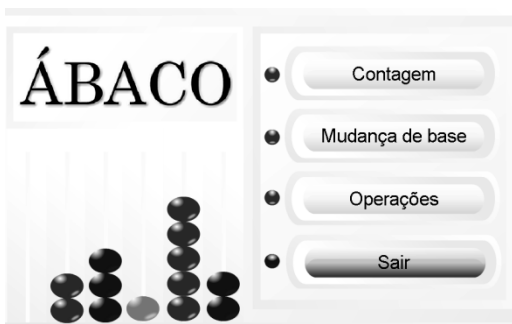 ÁBACO
Contagem
Mudança de base
Operações
Sair